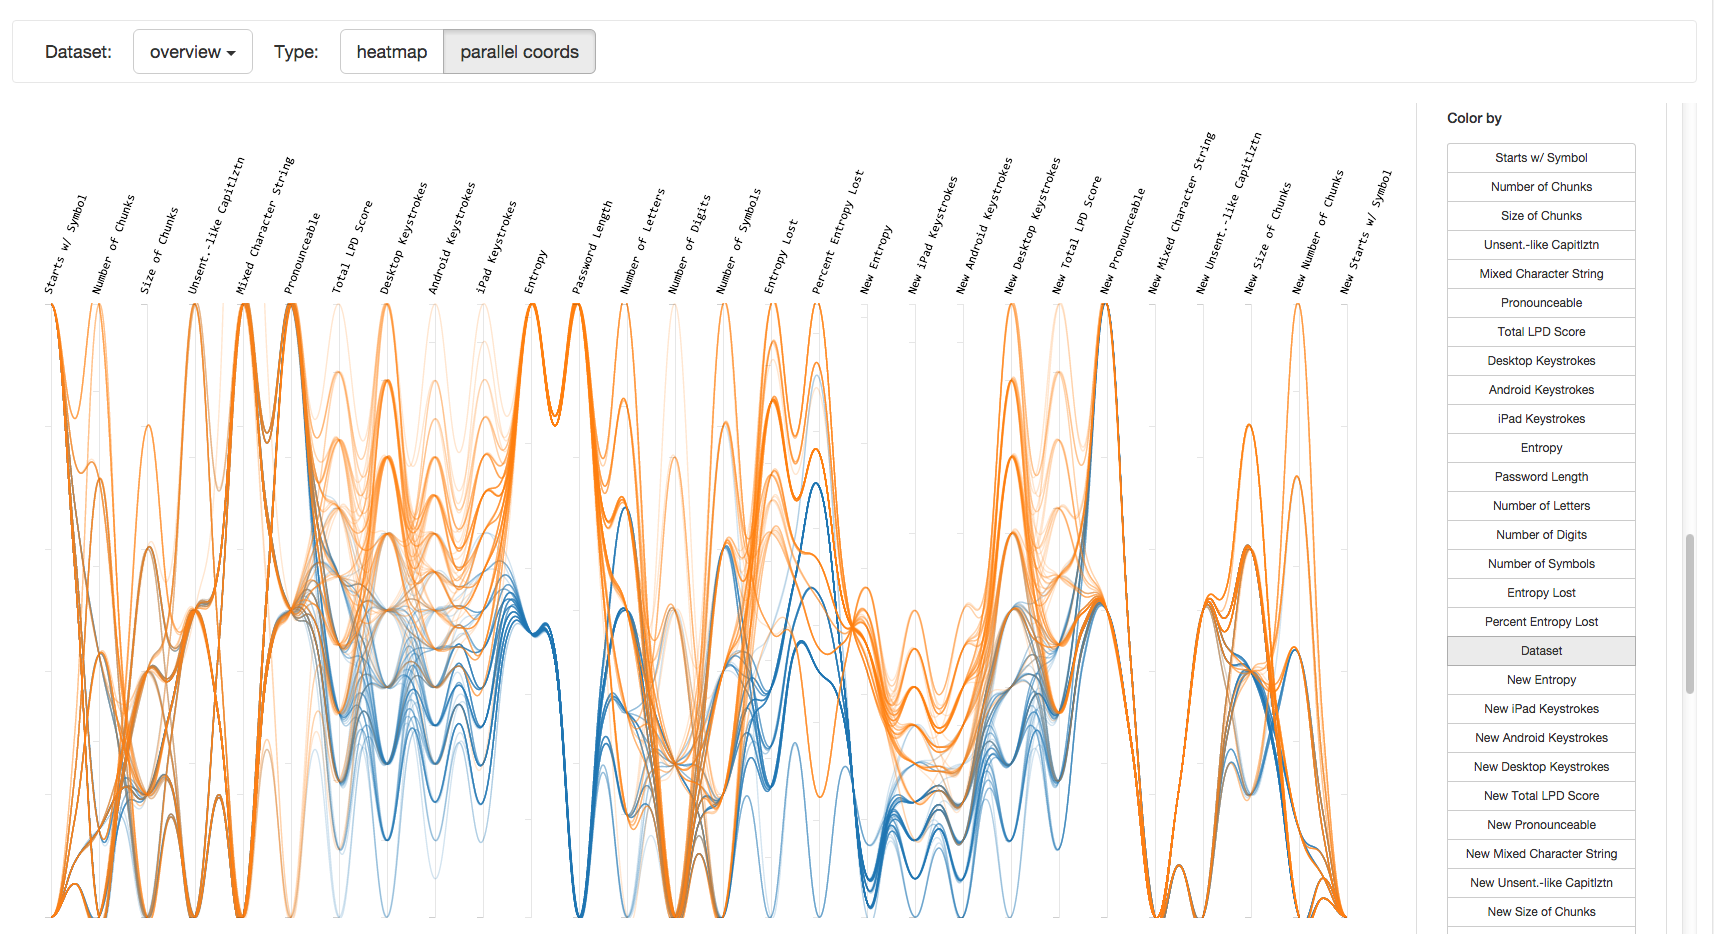 Dataset: overview Type: heatmap parallel coords
Starts w/ Symbol
Number of Chunks
Size of Chunks
Unsent.-like Capitlztn
Mixed Character String
Pronounceable
Total LPD Score
Desktop Keystrokes
Android Keystrokes
iPad Keystrokes
Entropy
Password Length
Number of Letters
Number of Digits
Number of Symbols
Entropy Lost
Percent Entropy Lost
New Entropy
New iPad Keystrokes
New Android Keystrokes
New Desktop Keystrokes
New Total LPD Score
New Pronounceable
New Mixed Character String
New Unsent.-like Capitlztn
New Size of Chunks
New Number of Chunks
New Starts w/ Symbol
Color by
Starts w/ Symbol
Number of Chunks
Size of Chunks
Unsent.-like Capitlztn
Mixed Character String
Pronounceable
Total LPD Score
Desktop Keystrokes
Android Keystrokes
iPad Keystrokes
Entropy
Password Length
Number of Letters
Number of Digits
Number of Symbols
Entropy Lost
Percent Entropy Lost
Dataset
New Entropy
New iPad Keystrokes
New Android Keystrokes
New Desktop Keystrokes
New Total LPD Score
New Pronounceable
New Mixed Character String
New Unsent.-like Capitlztn
New Size of Chunks